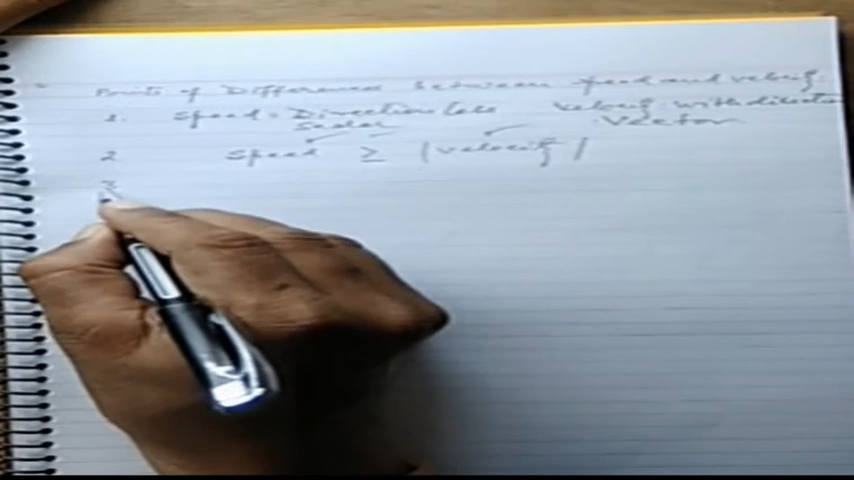 Points of Difference between speed and velocity.
1. speed = Directionless velocity : with direction
Scalar Vector
2 speed ≥ |velocity|
3